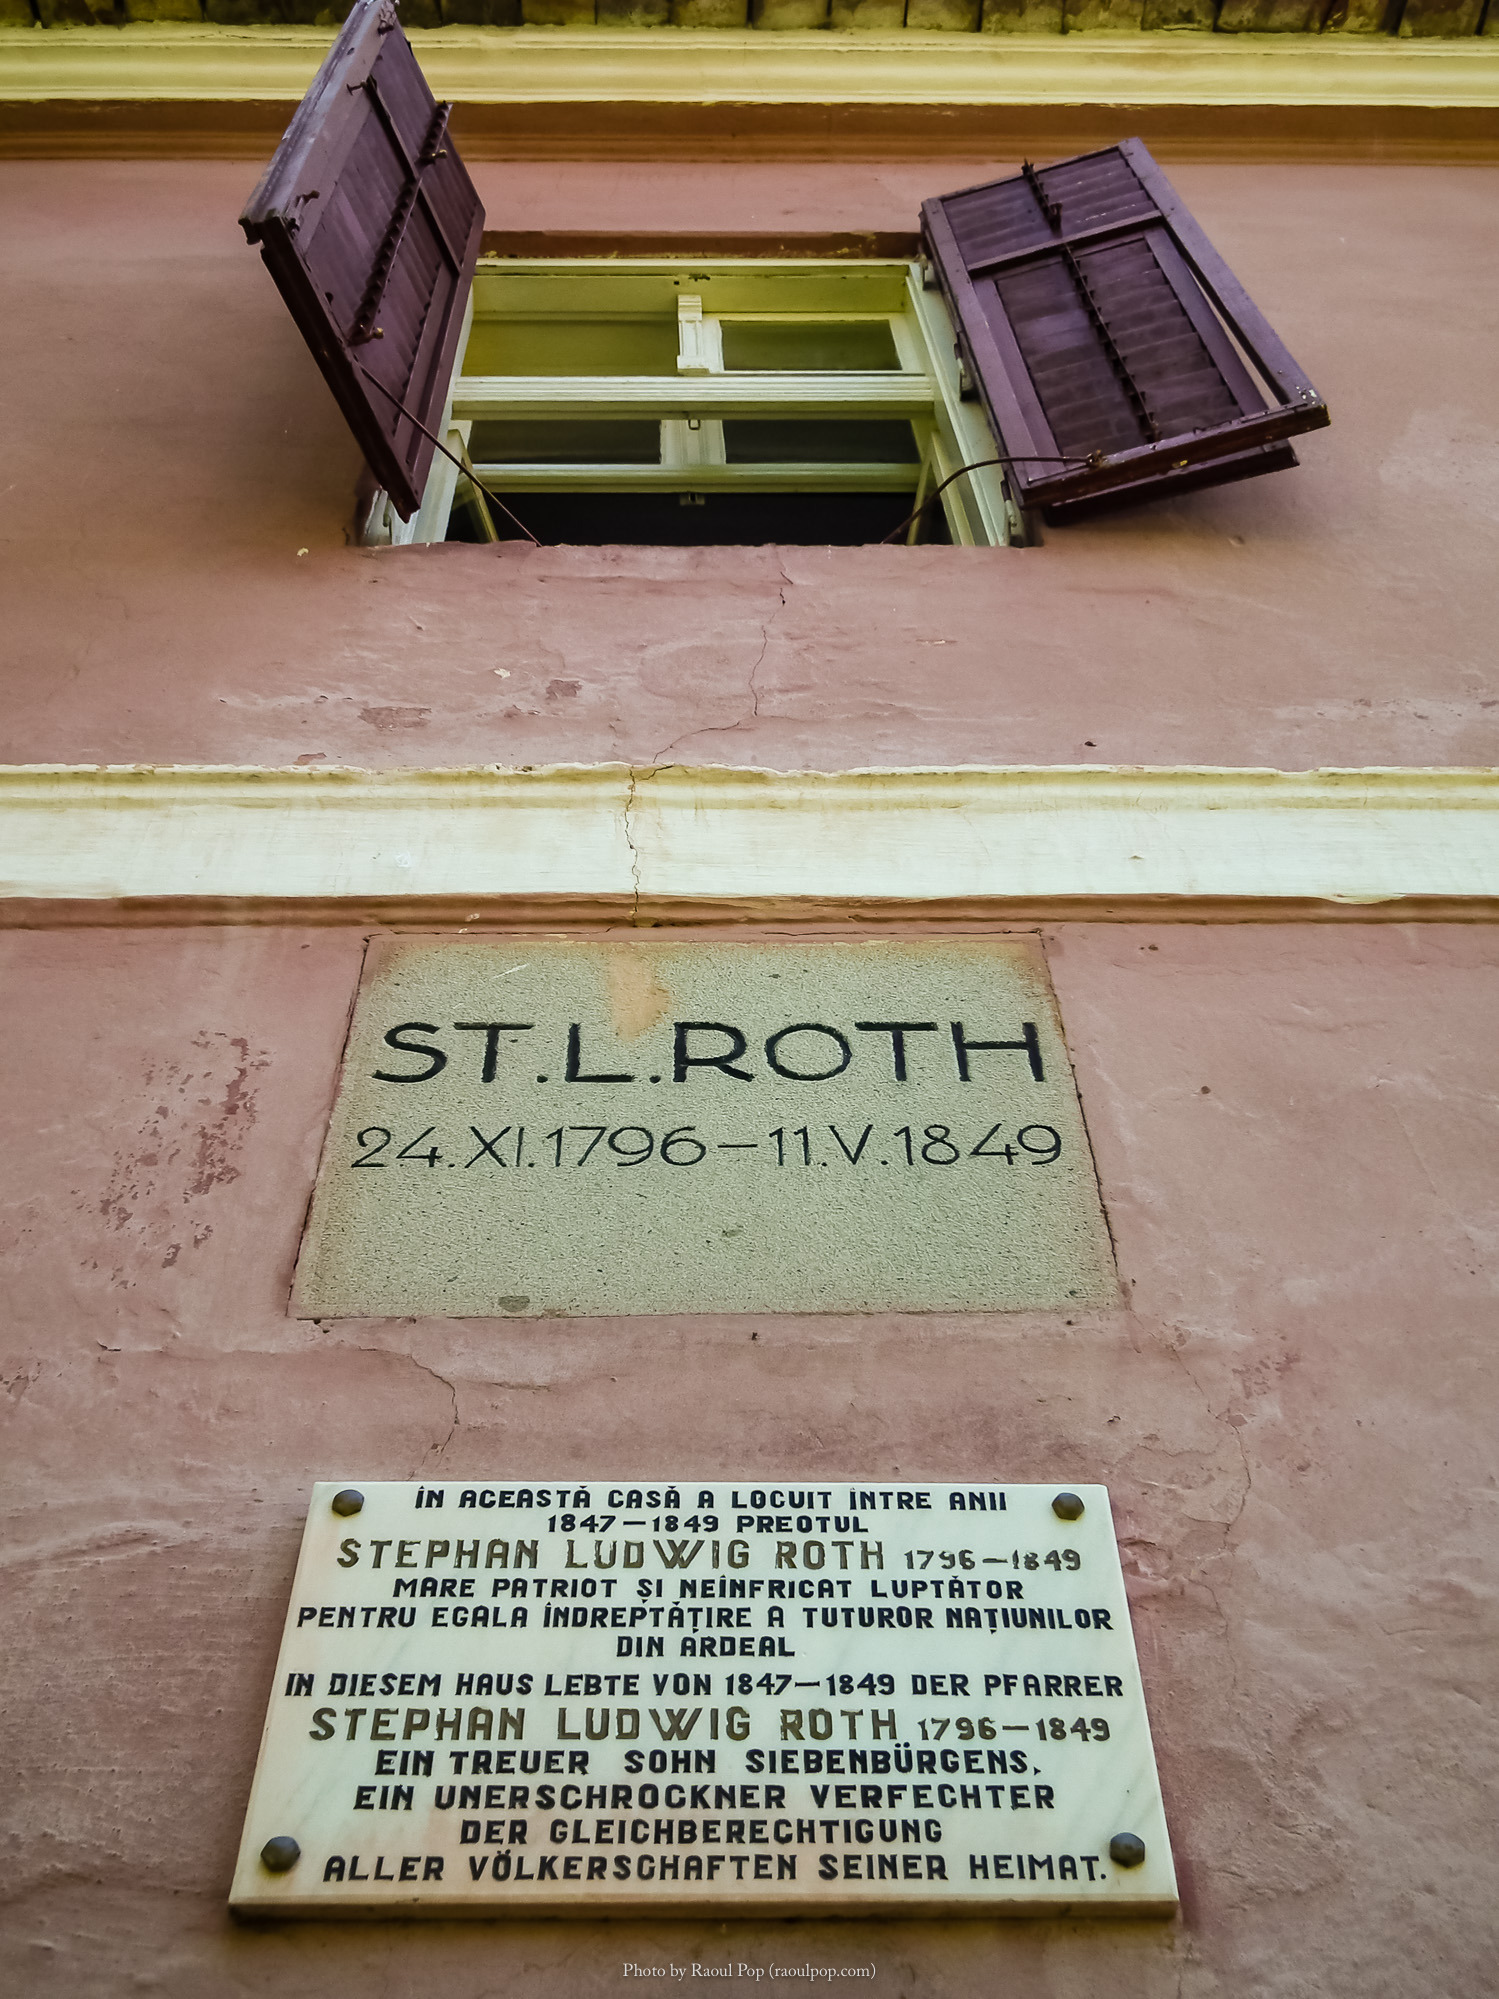 ST.L.ROTH
24.XI.1796–11.V.1849
ÎN ACEASTĂ CASĂ A LOCUIT ÎNTRE ANII
1847–1849 PREOTUL
STEPHAN LUDWIG ROTH 1796–1849
MARE PATRIOT ȘI NEÎNFRICAT LUPTĂTOR
PENTRU EGALA ÎNDREPTĂȚIRE A TUTUROR NAȚIUNILOR
DIN ARDEAL
IN DIESEM HAUS LEBTE VON 1847–1849 DER PFARRER
STEPHAN LUDWIG ROTH 1796–1849
EIN TREUER SOHN SIEBENBÜRGENS,
EIN UNERSCHROCKNER VERFECHTER
DER GLEICHBERECHTIGUNG
ALLER VÖLKERSCHAFTEN SEINER HEIMAT.
Photo by Raoul Pop (raoulpop.com)